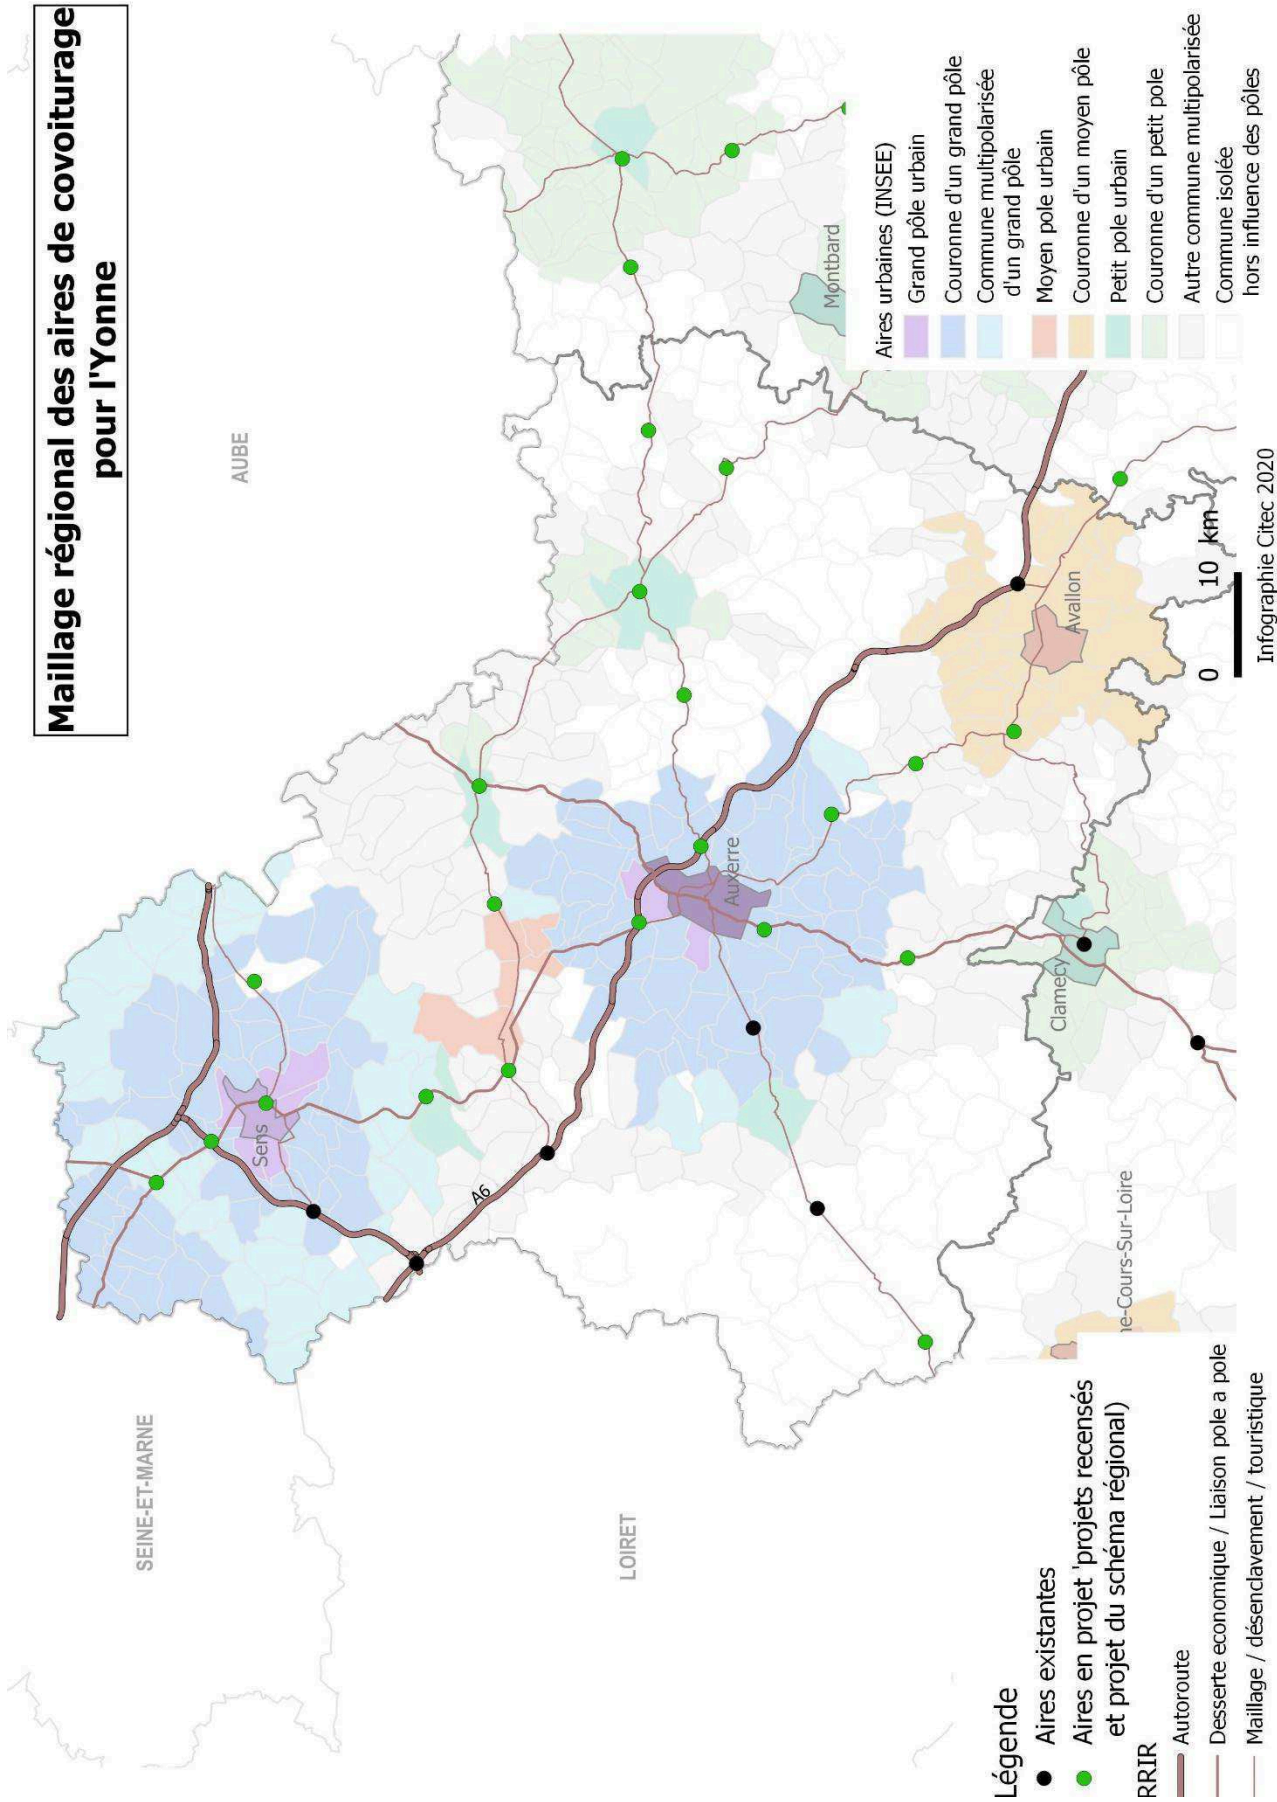 Maillage régional des aires de covoiturage
pour l'Yonne
SEINE-ET-MARNE
AUBE
LOIRET
Sens
A6
Auxerre
Montbard
Avallon
Clamecy
ne-Cours-Sur-Loire
Légende
Aires existantes
Aires en projet 'projets recensés
et projet du schéma régional)
RRIR
Autoroute
Desserte economique / Liaison pole a pole
Maillage / désenclavement / touristique
Aires urbaines (INSEE)
Grand pôle urbain
Couronne d'un grand pôle
Commune multipolarisée
d'un grand pôle
Moyen pole urbain
Couronne d'un moyen pôle
Petit pole urbain
Couronne d'un petit pole
Autre commune multipolarisée
Commune isolée
hors influence des pôles
0 10 km
Infographie Citec 2020